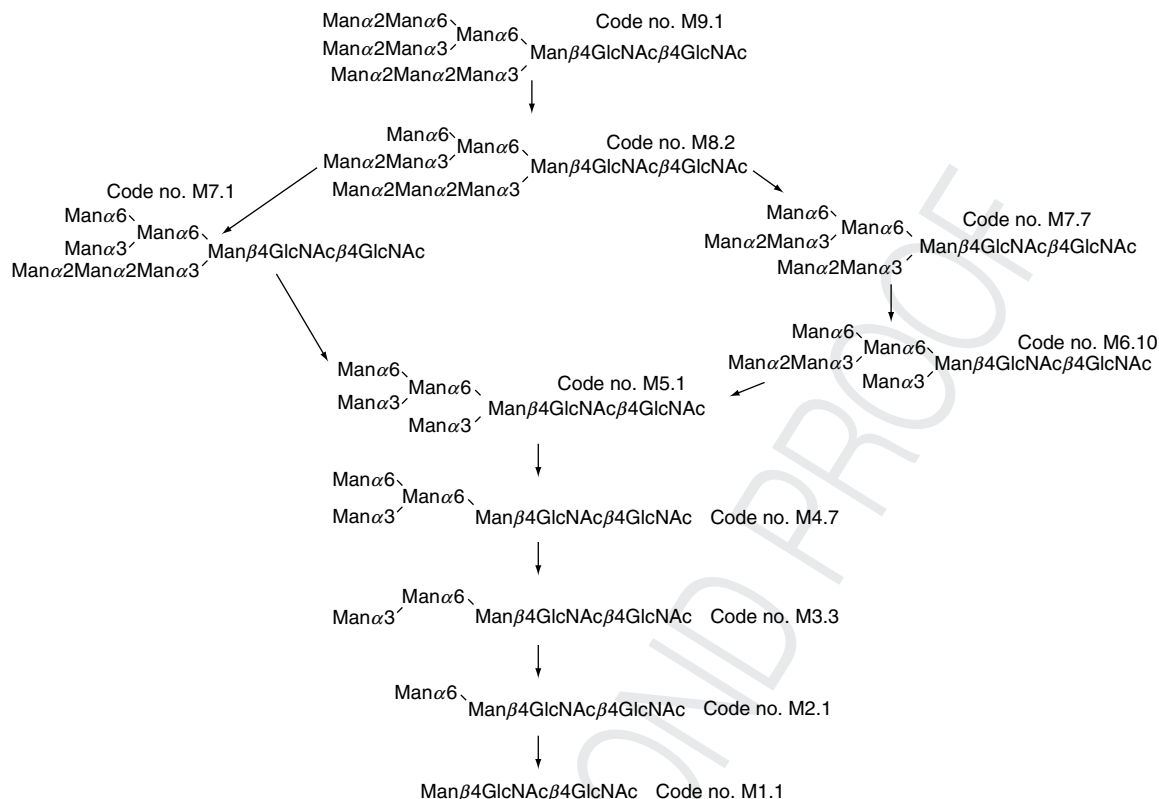 Manα2Manα6 Code no. M9.1
Manα6
Manα2Manα3 Manβ4GlcNAcβ4GlcNAc
Manα2Manα2Manα3
Manα6 Code no. M8.2
Manα6
Manα2Manα3 Manβ4GlcNAcβ4GlcNAc
Manα2Manα2Manα3
Code no. M7.1
Manα6
Manα6
Manα3 Manβ4GlcNAcβ4GlcNAc
Manα2Manα2Manα3
Manα6 Code no. M7.7
Manα6
Manα2Manα3 Manβ4GlcNAcβ4GlcNAc
Manα2Manα3
Manα6 Code no. M6.10
Manα6
Manα2Manα3 Manβ4GlcNAcβ4GlcNAc
Manα3
Manα6 Code no. M5.1
Manα6
Manα3 Manβ4GlcNAcβ4GlcNAc
Manα3
Manα6
Manα6
Manα3 Manβ4GlcNAcβ4GlcNAc Code no. M4.7
Manα6
Manα3 Manβ4GlcNAcβ4GlcNAc Code no. M3.3
Manα6
Manβ4GlcNAcβ4GlcNAc Code no. M2.1
Manβ4GlcNAcβ4GlcNAc Code no. M1.1
OND PROOF